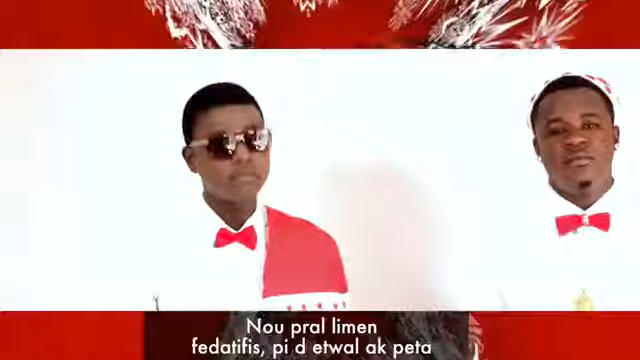 Nou pral limen
fedatifis, pi d etwal ak peta